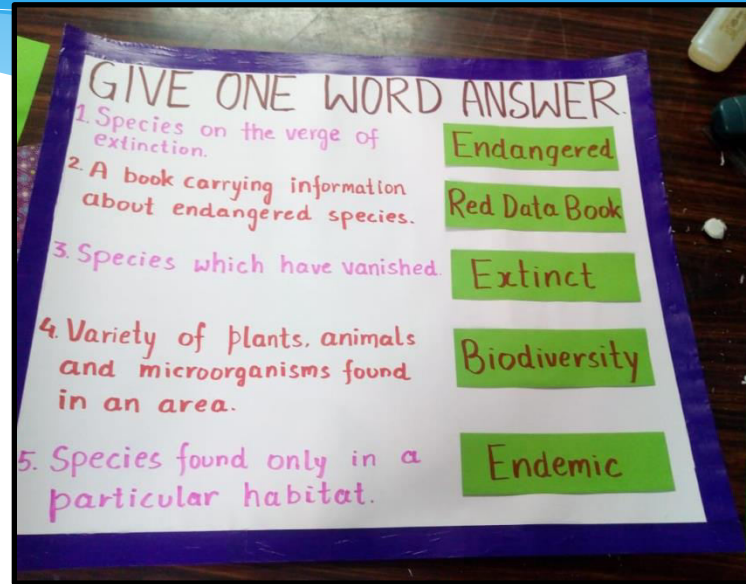 GIVE ONE WORD ANSWER.
1. Species on the verge of
extinction.
Endangered
2. A book carrying information
about endangered species.
Red Data Book
3. Species which have vanished.
Extinct
4. Variety of plants, animals
and microorganisms found
in an area.
Biodiversity
5. Species found only in a
particular habitat.
Endemic